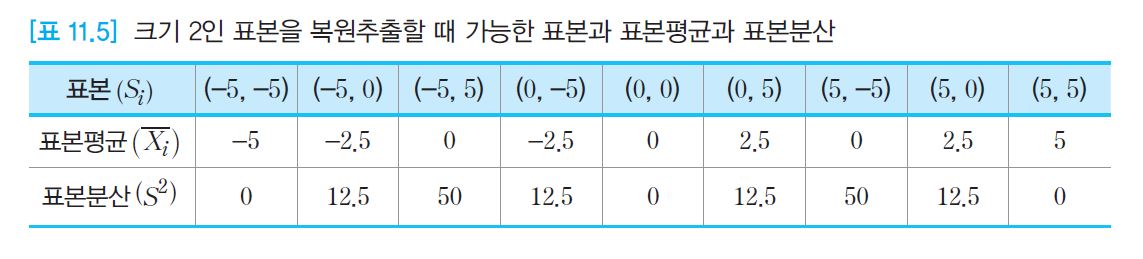 [표 11.5] 크기 2인 표본을 복원추출할 때 가능한 표본과 표본평균과 표본분산
표본 (Sᵢ) (−5, −5) (−5, 0) (−5, 5) (0, −5) (0, 0) (0, 5) (5, −5) (5, 0) (5, 5)
표본평균 (X̅ᵢ) −5 −2.5 0 −2.5 0 2.5 0 2.5 5
표본분산 (S²) 0 12.5 50 12.5 0 12.5 50 12.5 0